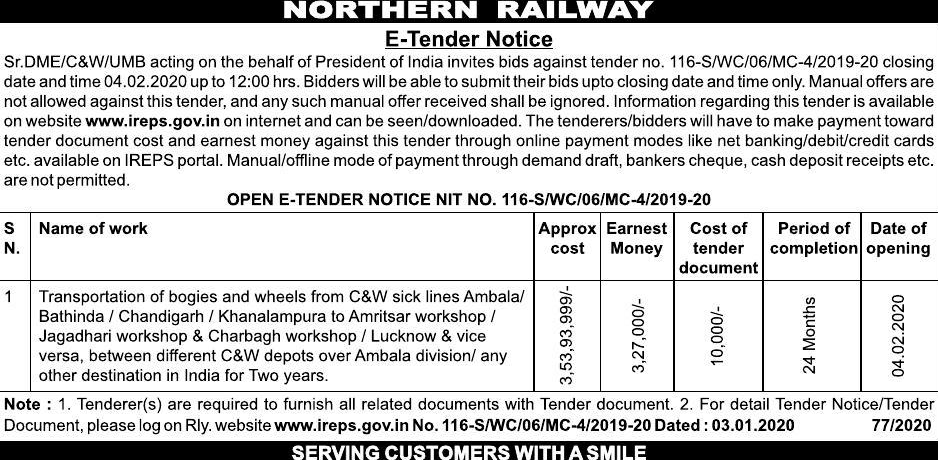 NORTHERN RAILWAY
E-Tender Notice
Sr.DME/C&W/UMB acting on the behalf of President of India invites bids against tender no. 116-S/WC/06/MC-4/2019-20 closing
date and time 04.02.2020 up to 12:00 hrs. Bidders will be able to submit their bids upto closing date and time only. Manual offers are
not allowed against this tender, and any such manual offer received shall be ignored. Information regarding this tender is available
on website www.ireps.gov.in on internet and can be seen/downloaded. The tenderers/bidders will have to make payment toward
tender document cost and earnest money against this tender through online payment modes like net banking/debit/credit cards
etc. available on IREPS portal. Manual/offline mode of payment through demand draft, bankers cheque, cash deposit receipts etc.
are not permitted.
OPEN E-TENDER NOTICE NIT NO. 116-S/WC/06/MC-4/2019-20
S N. Name of work Approx cost Earnest Money Cost of tender document Period of completion Date of opening
1 Transportation of bogies and wheels from C&W sick lines Ambala/
Bathinda / Chandigarh / Khanalampura to Amritsar workshop /
Jagadhari workshop & Charbagh workshop / Lucknow & vice
versa, between different C&W depots over Ambala division/ any
other destination in India for Two years.
3,53,93,999/-
3,27,000/-
10,000/-
24 Months
04.02.2020
Note : 1. Tenderer(s) are required to furnish all related documents with Tender document. 2. For detail Tender Notice/Tender
Document, please log on Rly. website www.ireps.gov.in No. 116-S/WC/06/MC-4/2019-20 Dated : 03.01.2020 77/2020
SERVING CUSTOMERS WITH A SMILE